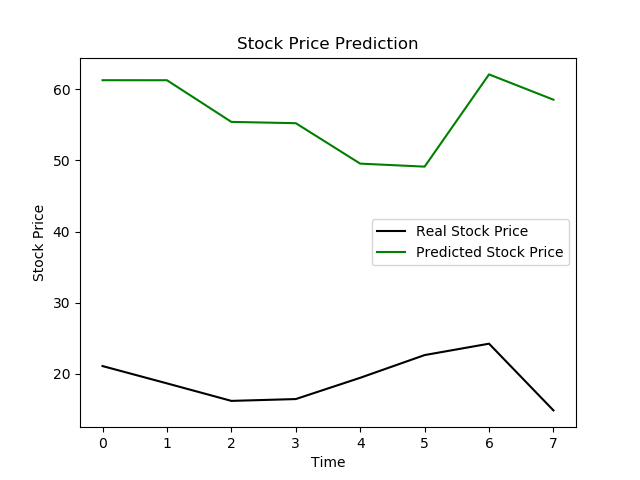 Stock Price Prediction
60
50
40
30
20
Stock Price
Real Stock Price
Predicted Stock Price
0 1 2 3 4 5 6 7
Time